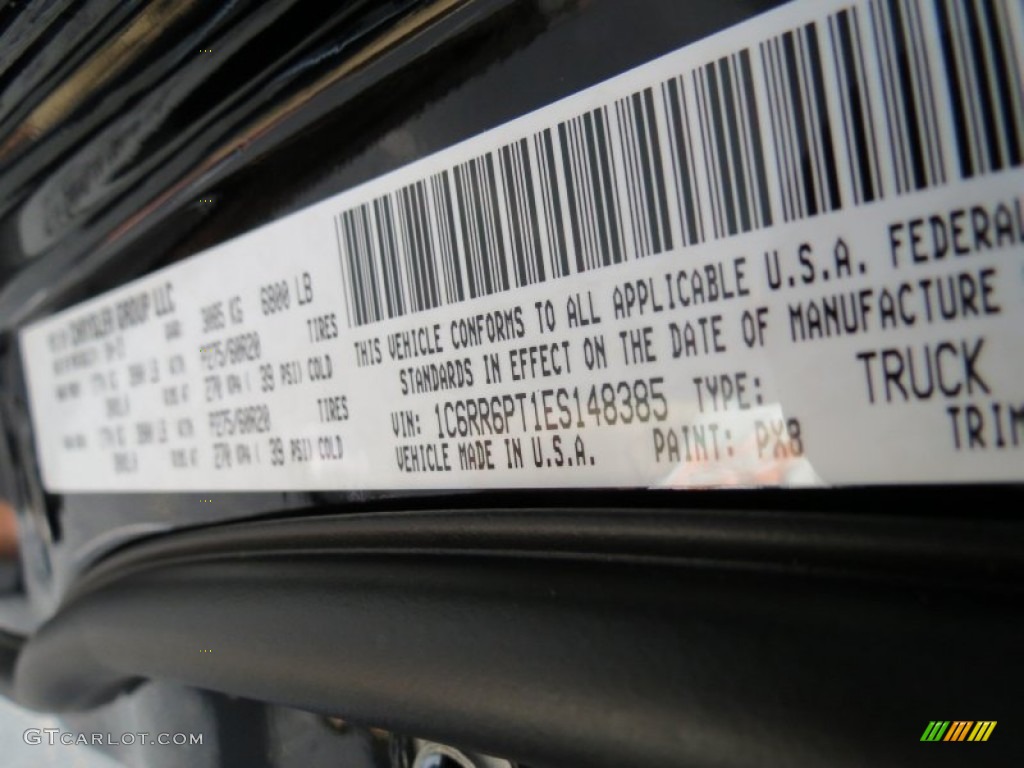 CHRYSLER GROUP LLC
3085 KG 6800 LB
P275/60R20 TIRES
270 KPA ( 39 PSI) COLD
P275/60R20 TIRES
270 KPA ( 39 PSI) COLD
THIS VEHICLE CONFORMS TO ALL APPLICABLE U.S.A. FEDERAL
STANDARDS IN EFFECT ON THE DATE OF MANUFACTURE
VIN: 1C6RR6PT1ES148385 TYPE: TRUCK
VEHICLE MADE IN U.S.A. PAINT: PX8 TRIM
GTCARLOT.COM